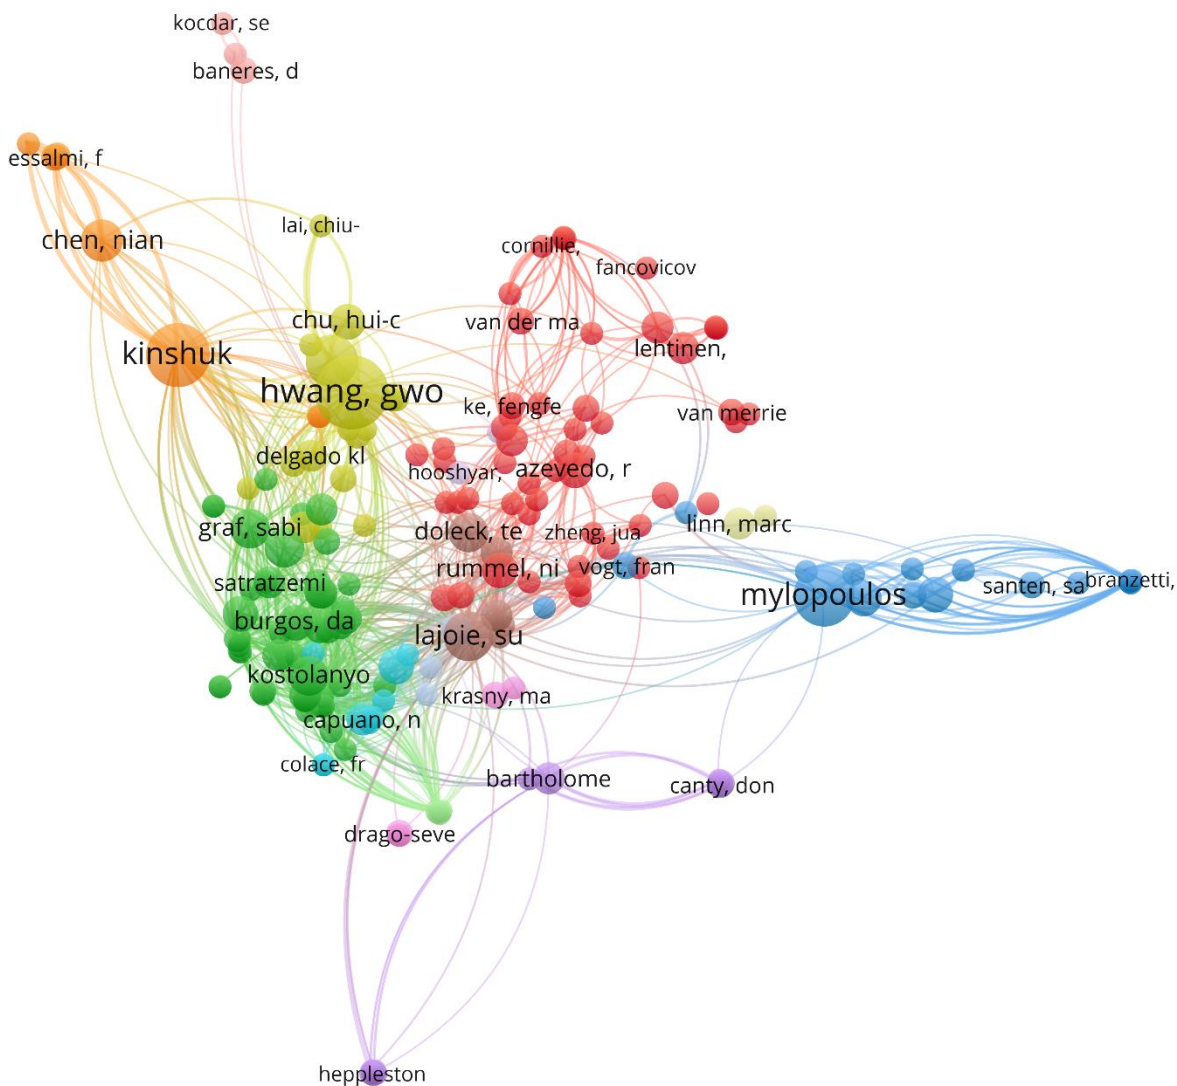 kocdar, se
baneres, d
essalmi, f
lai, chiu-
chen, nian
cornillie,
fancovicov
chu, hui-c
van der ma
lehtinen,
kinshuk
hwang, gwo
ke, fengfe
van merrie
delgado kl
hooshyar,
azevedo, r
graf, sabi
doleck, te
zheng, jua
linn, marc
rummel, ni
vogt, fran
satratzemi
mylopoulos
santen, sa
branzetti,
burgos, da
lajoie, su
kostolanyo
krasny, ma
capuano, n
colace, fr
bartholome
canty, don
drago-seve
heppleston